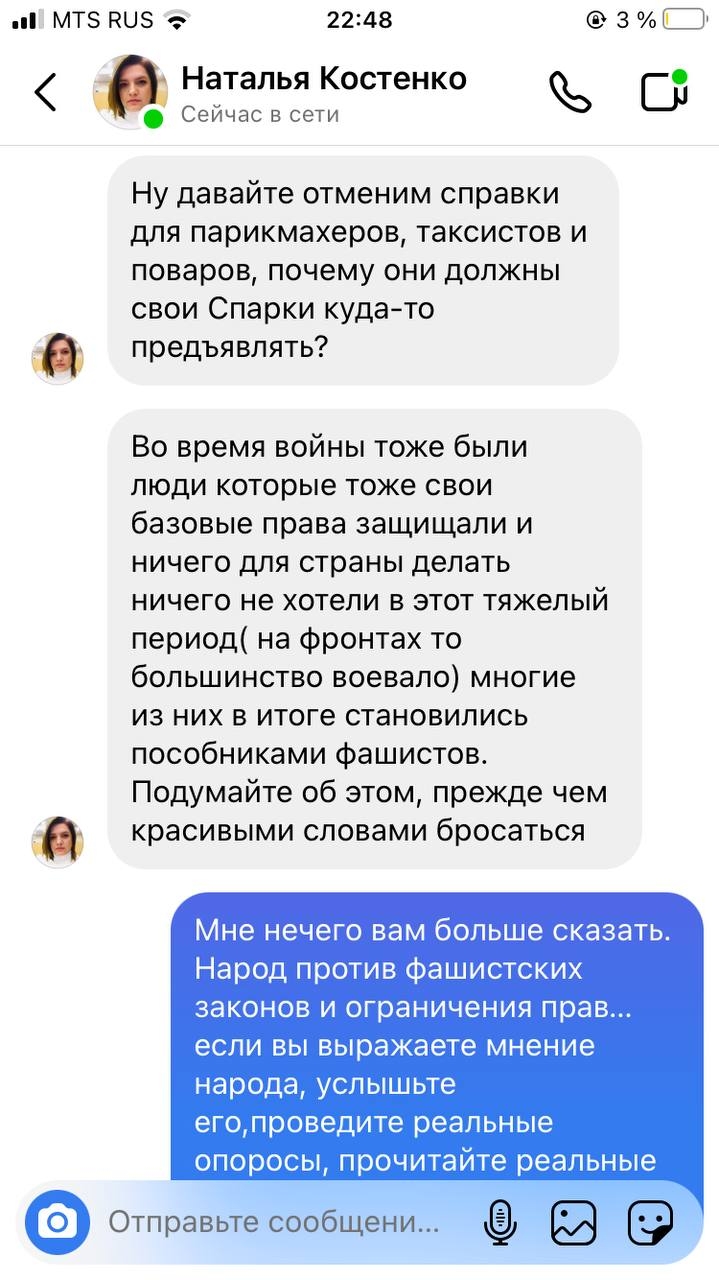 MTS RUS 22:48 3 %
Наталья Костенко
Сейчас в сети
Ну давайте отменим справки
для парикмахеров, таксистов и
поваров, почему они должны
свои Спарки куда-то
предъявлять?
Во время войны тоже были
люди которые тоже свои
базовые права защищали и
ничего для страны делать
ничего не хотели в этот тяжелый
период( на фронтах то
большинство воевало) многие
из них в итоге становились
пособниками фашистов.
Подумайте об этом, прежде чем
красивыми словами бросаться
Мне нечего вам больше сказать.
Народ против фашистских
законов и ограничения прав...
если вы выражаете мнение
народа, услышьте
его,проведите реальные
опоросы, прочитайте реальные
Отправьте сообщени...